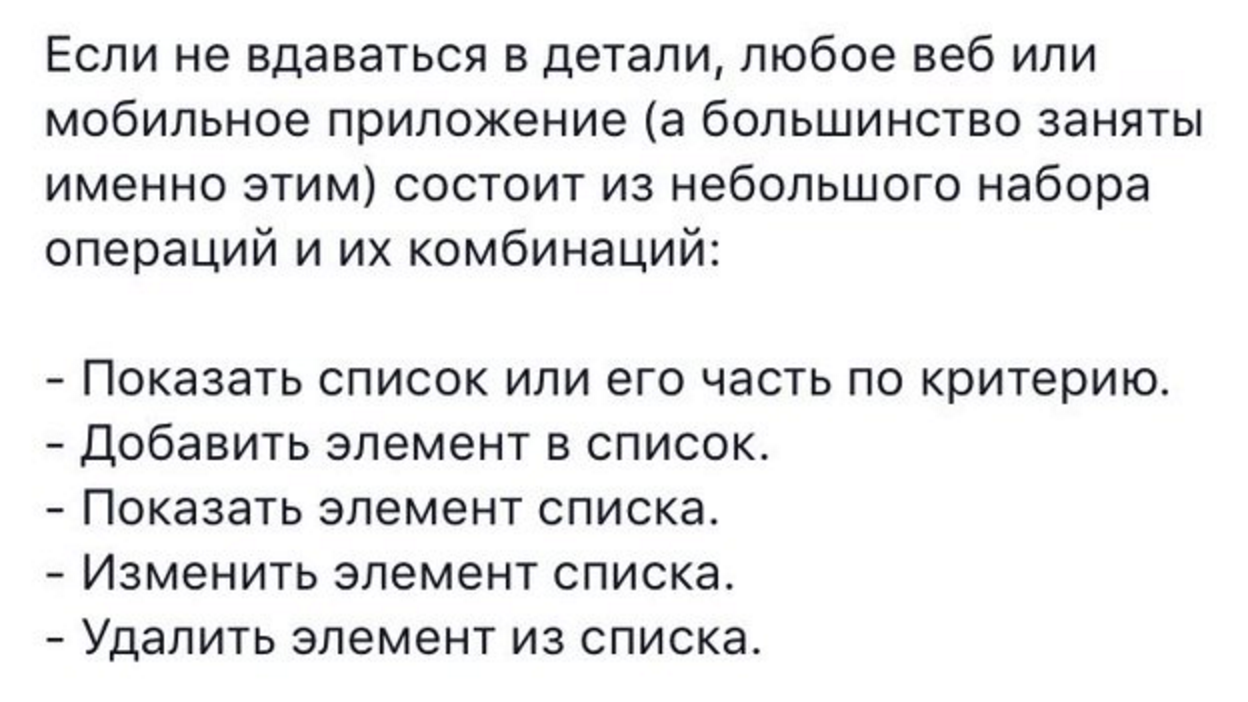 Если не вдаваться в детали, любое веб или
мобильное приложение (а большинство заняты
именно этим) состоит из небольшого набора
операций и их комбинаций:
- Показать список или его часть по критерию.
- Добавить элемент в список.
- Показать элемент списка.
- Изменить элемент списка.
- Удалить элемент из списка.